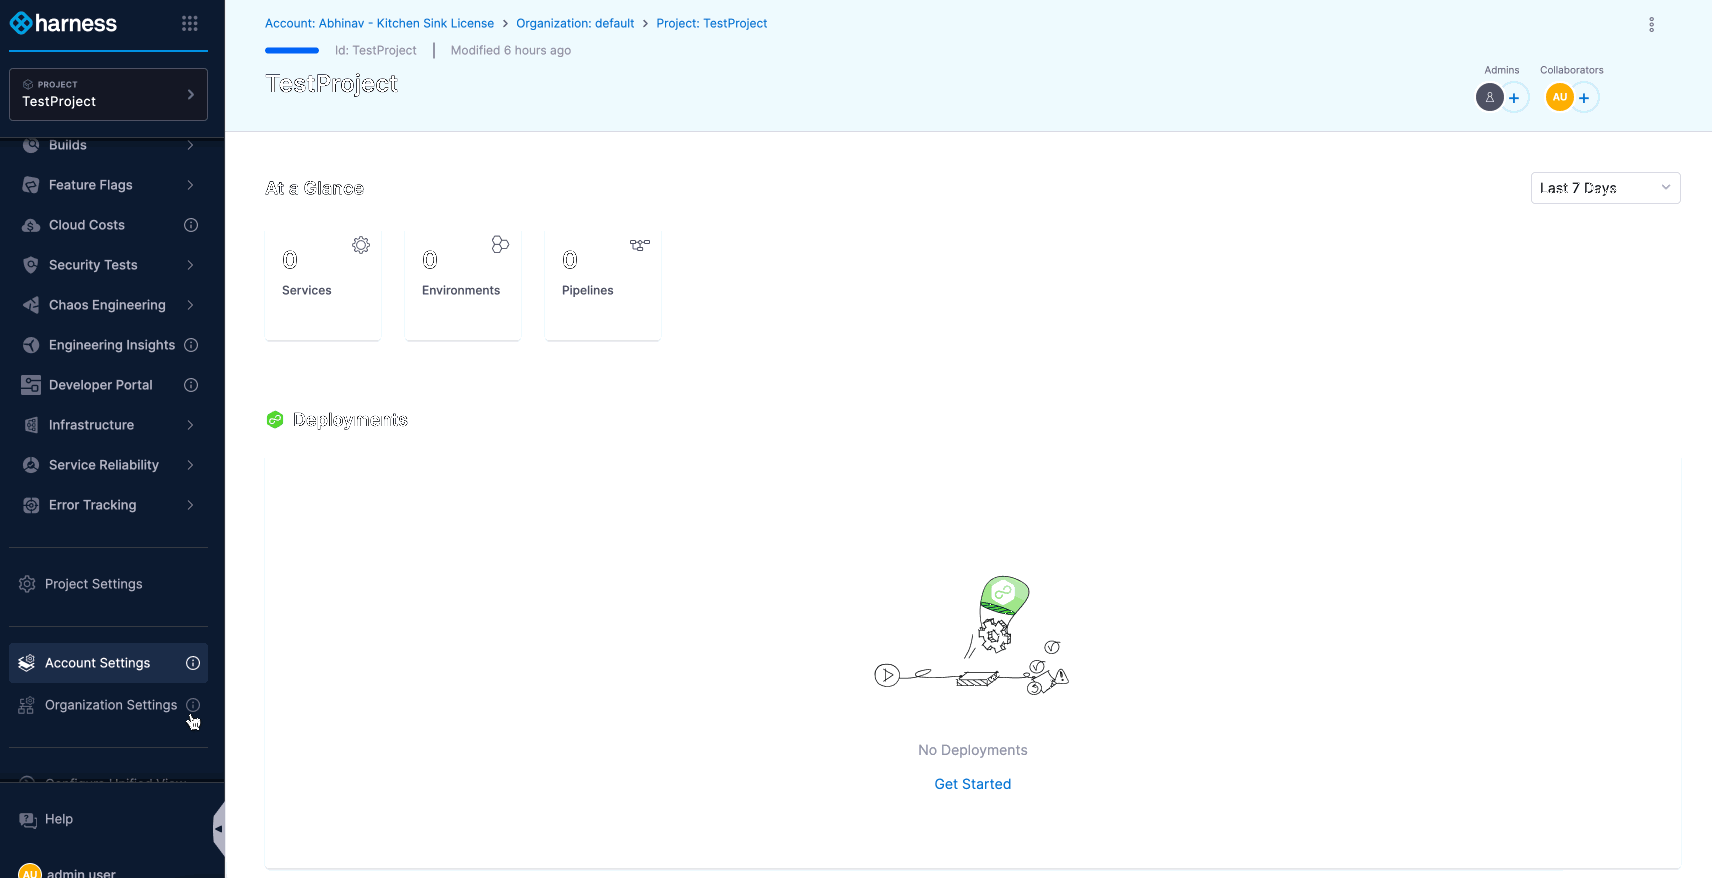 harness
PROJECT
TestProject
Builds
Feature Flags
Cloud Costs
Security Tests
Chaos Engineering
Engineering Insights
Developer Portal
Infrastructure
Service Reliability
Error Tracking
Project Settings
Account Settings
Organization Settings
Configure Unified View
Help
AU admin user
Account: Abhinav - Kitchen Sink License > Organization: default > Project: TestProject
Id: TestProject | Modified 6 hours ago
TestProject
Admins
Collaborators
AU
At a Glance
Last 7 Days
0
Services
0
Environments
0
Pipelines
Deployments
No Deployments
Get Started